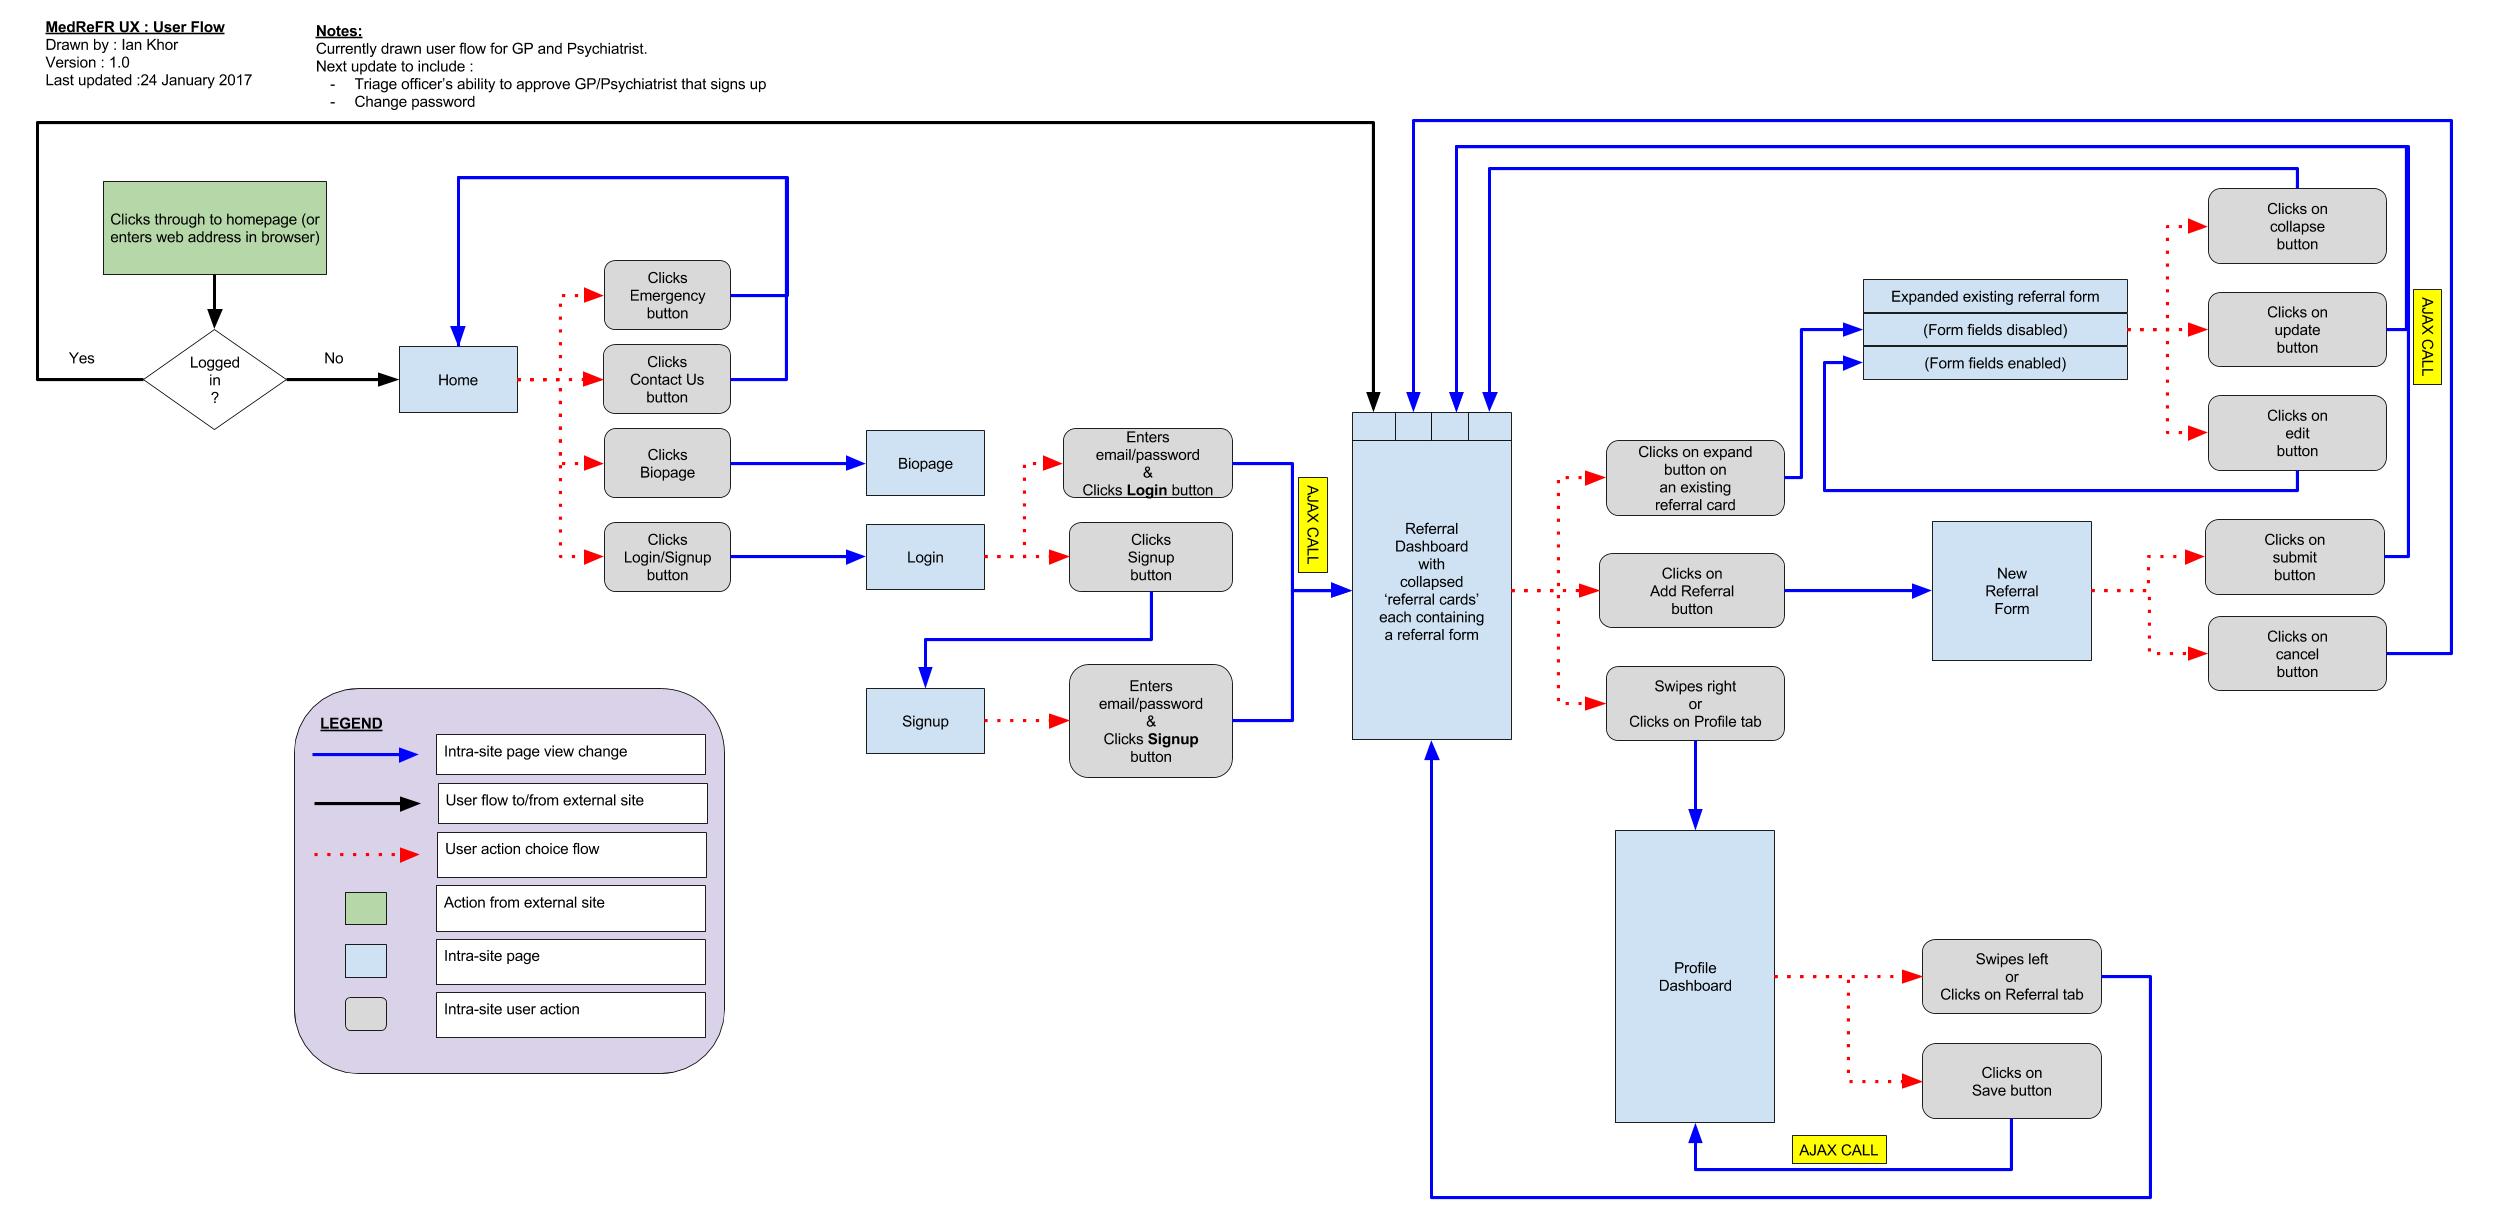 MedReFR UX : User Flow
Drawn by : Ian Khor
Version : 1.0
Last updated :24 January 2017
Notes:
Currently drawn user flow for GP and Psychiatrist.
Next update to include :
- Triage officer's ability to approve GP/Psychiatrist that signs up
- Change password
Clicks through to homepage (or
enters web address in browser)
Yes
Logged
in
?
No
Home
Clicks
Emergency
button
Clicks
Contact Us
button
Clicks
Biopage
Clicks
Login/Signup
button
Biopage
Login
Signup
Enters
email/password
&
Clicks Login button
Clicks
Signup
button
Enters
email/password
&
Clicks Signup
button
AJAX CALL
Referral
Dashboard
with
collapsed
‘referral cards’
each containing
a referral form
Clicks on expand
button on
an existing
referral card
Clicks on
Add Referral
button
Swipes right
or
Clicks on Profile tab
Expanded existing referral form
(Form fields disabled)
(Form fields enabled)
New
Referral
Form
Clicks on
collapse
button
Clicks on
update
button
Clicks on
edit
button
Clicks on
submit
button
Clicks on
cancel
button
AJAX CALL
Profile
Dashboard
Swipes left
or
Clicks on Referral tab
Clicks on
Save button
AJAX CALL
LEGEND
Intra-site page view change
User flow to/from external site
User action choice flow
Action from external site
Intra-site page
Intra-site user action